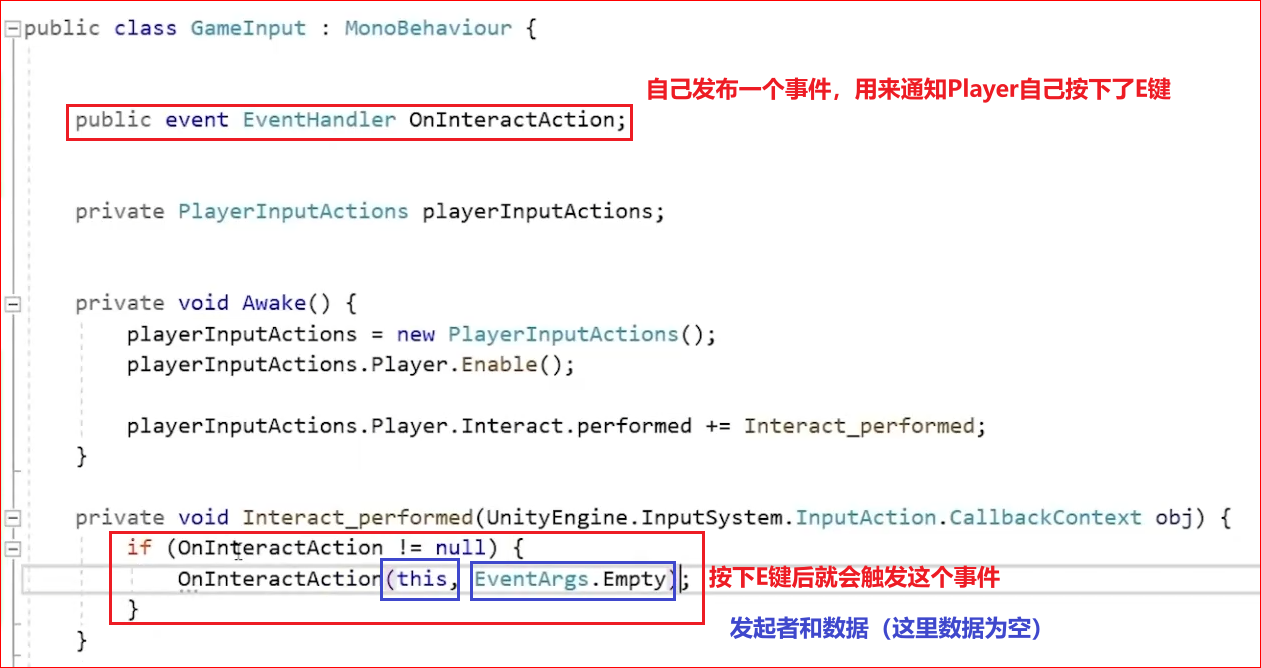 public class GameInput : MonoBehaviour {
自己发布一个事件，用来通知Player自己按下了E键
public event EventHandler OnInteractAction;
private PlayerInputActions playerInputActions;
private void Awake() {
playerInputActions = new PlayerInputActions();
playerInputActions.Player.Enable();
playerInputActions.Player.Interact.performed += Interact_performed;
}
private void Interact_performed(UnityEngine.InputSystem.InputAction.CallbackContext obj) {
if (OnInteractAction != null) {
OnInteractAction(this, EventArgs.Empty); 按下E键后就会触发这个事件
}
发起者和数据（这里数据为空）
}